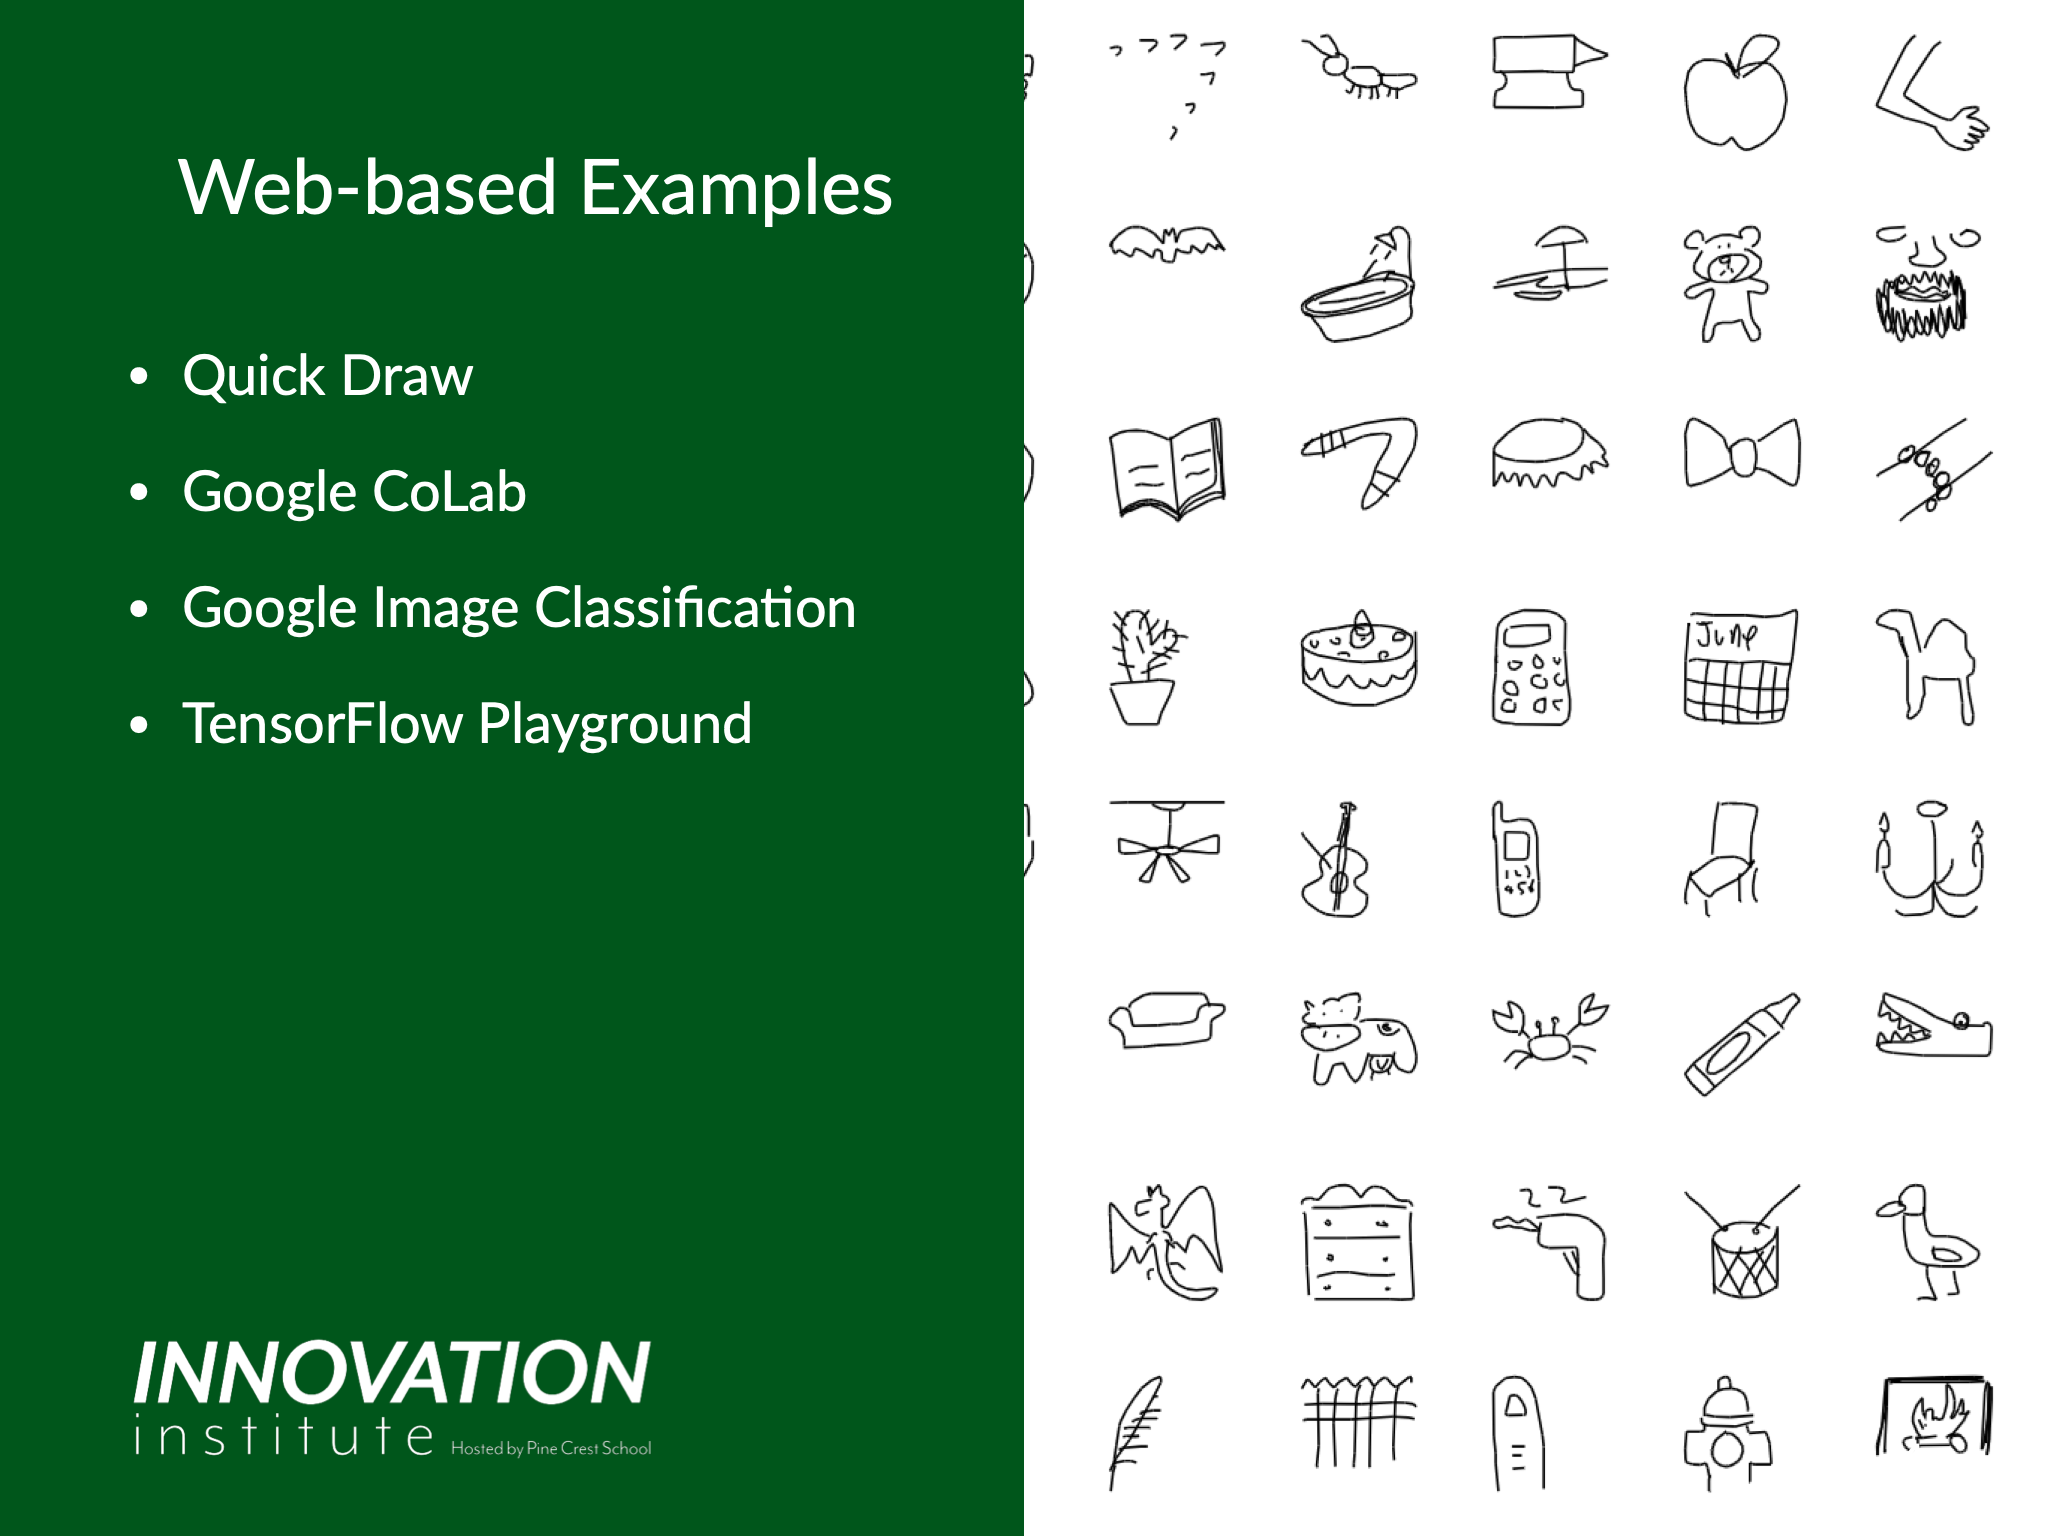 Web-based Examples
• Quick Draw
• Google CoLab
• Google Image Classification
• TensorFlow Playground
INNOVATION
institute Hosted by Pine Crest School
June